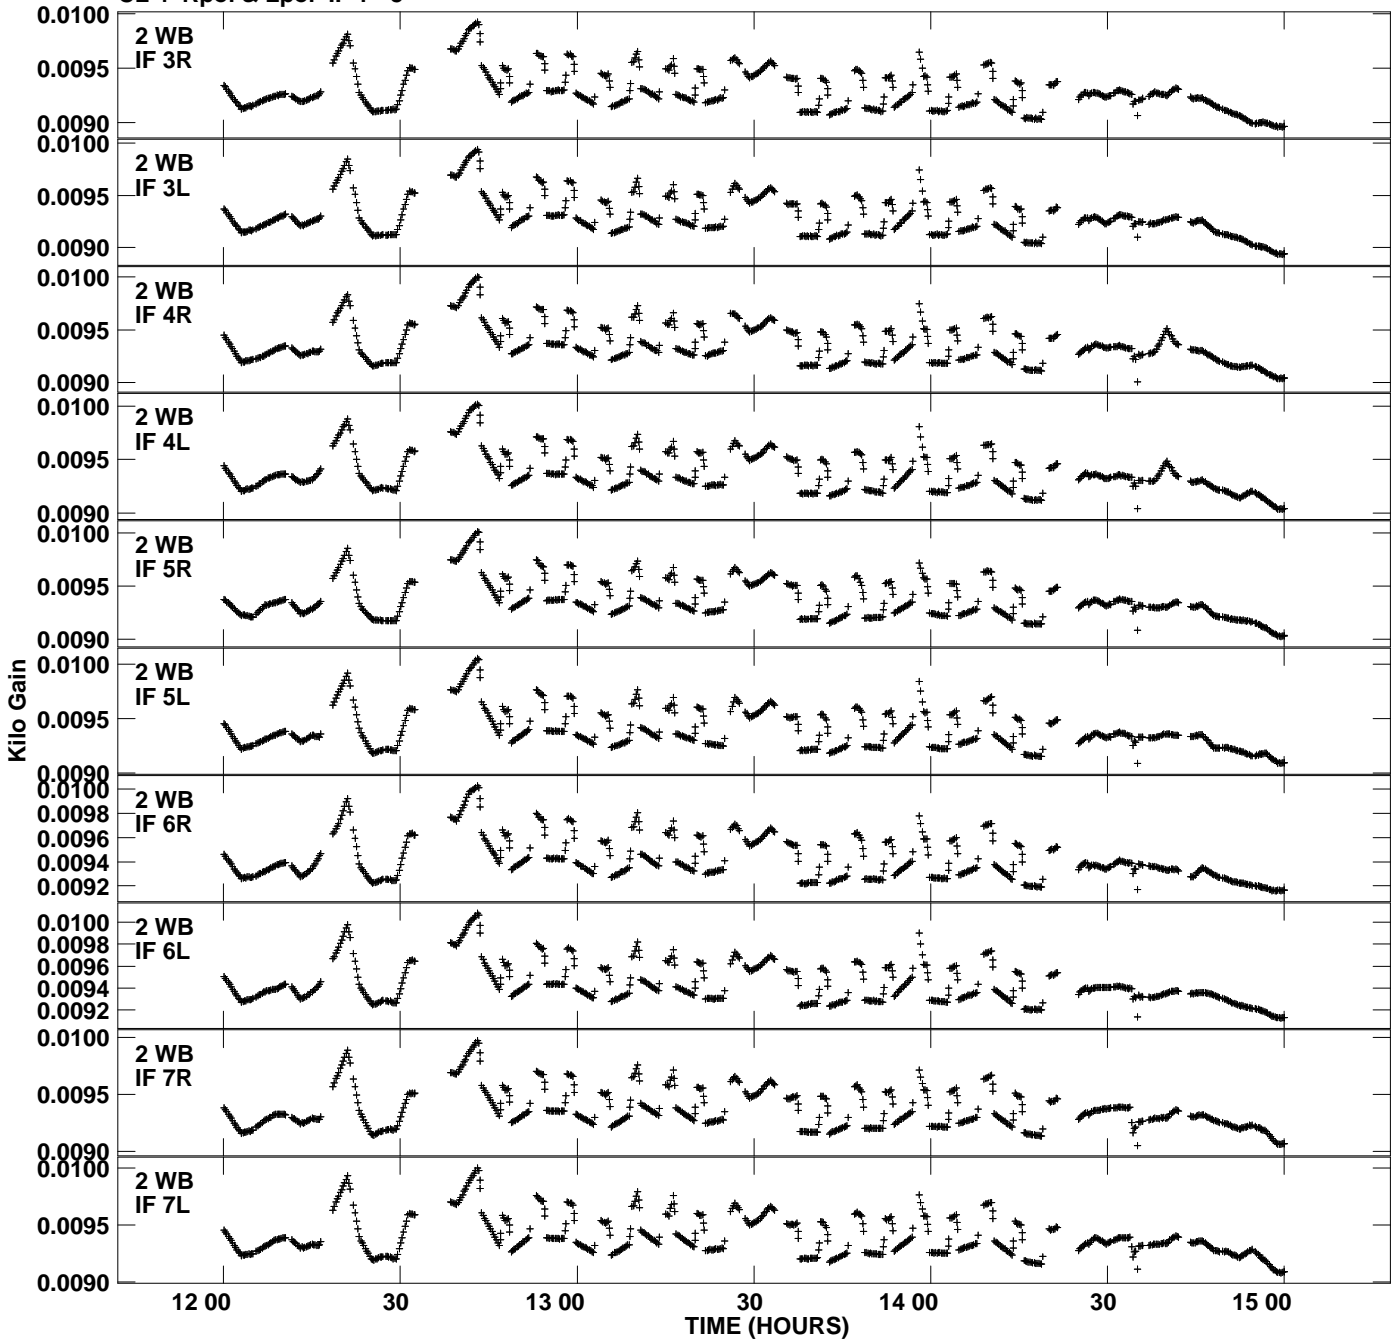 0.0100
2 WB
IF 3R
0.0095
0.0090
0.0100
2 WB
IF 3L
0.0095
0.0090
0.0100
2 WB
IF 4R
0.0095
0.0090
0.0100
2 WB
IF 4L
0.0095
0.0090
0.0100
2 WB
IF 5R
0.0095
0.0090
Kilo Gain
0.0100
2 WB
IF 5L
0.0095
0.0090
0.0100
2 WB
IF 6R
0.0098
0.0096
0.0094
0.0092
0.0100
2 WB
IF 6L
0.0098
0.0096
0.0094
0.0092
0.0100
2 WB
IF 7R
0.0095
0.0090
0.0100
2 WB
IF 7L
0.0095
0.0090
12 00 30 13 00 30 14 00 30 15 00
TIME (HOURS)